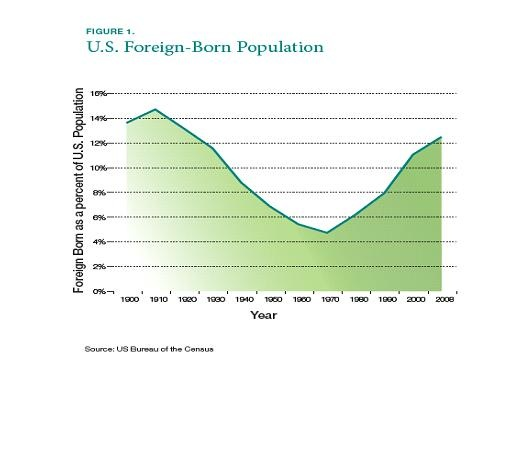 FIGURE 1.
U.S. Foreign-Born Population
Foreign Born as a percent of U.S. Population
16%
14%
12%
10%
8%
6%
4%
2%
0%
1900 1910 1920 1930 1940 1950 1960 1970 1980 1990 2000 2008
Year
Source: US Bureau of the Census